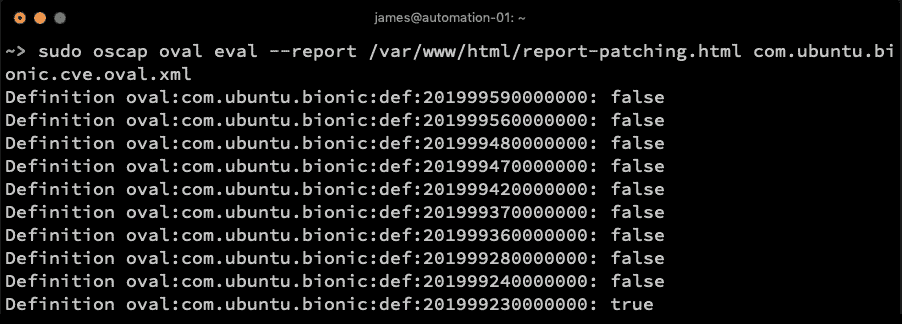 james@automation-01: ~
~> sudo oscap oval eval --report /var/www/html/report-patching.html com.ubuntu.bi
onic.cve.oval.xml
Definition oval:com.ubuntu.bionic:def:201999590000000: false
Definition oval:com.ubuntu.bionic:def:201999560000000: false
Definition oval:com.ubuntu.bionic:def:201999480000000: false
Definition oval:com.ubuntu.bionic:def:201999470000000: false
Definition oval:com.ubuntu.bionic:def:201999420000000: false
Definition oval:com.ubuntu.bionic:def:201999370000000: false
Definition oval:com.ubuntu.bionic:def:201999360000000: false
Definition oval:com.ubuntu.bionic:def:201999280000000: false
Definition oval:com.ubuntu.bionic:def:201999240000000: false
Definition oval:com.ubuntu.bionic:def:201999230000000: true